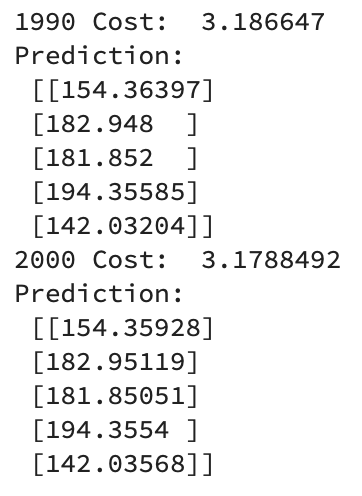 1990 Cost:  3.186647
Prediction:
 [[154.36397]
 [182.948  ]
 [181.852  ]
 [194.35585]
 [142.03204]]
2000 Cost:  3.1788492
Prediction:
 [[154.35928]
 [182.95119]
 [181.85051]
 [194.3554 ]
 [142.03568]]